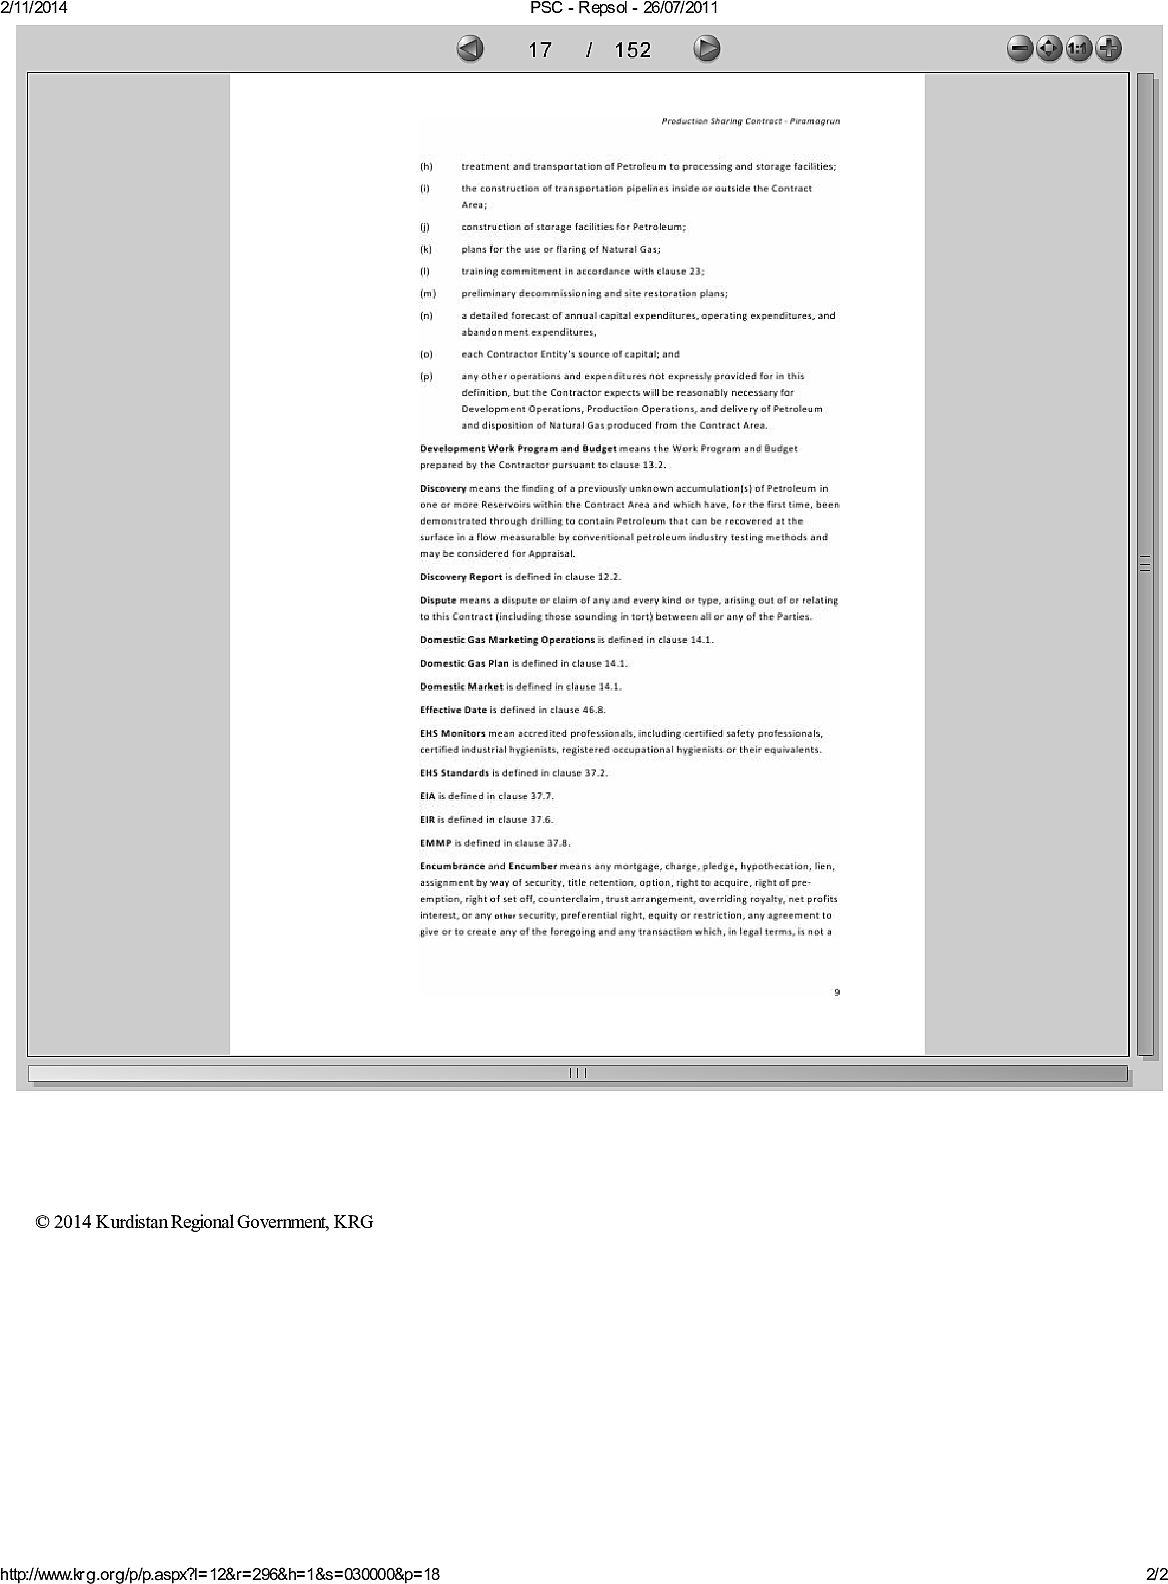 2/11/2014 PSC - Repsol - 26/07/2011
17 / 152
1:1
Production Sharing Contract - Piramagrun
(h) treatment and transportation of Petroleum to processing and storage facilities;
(i) the construction of transportation pipelines inside or outside the Contract
Area;
(j) construction of storage facilities for Petroleum;
(k) plans for the use or flaring of Natural Gas;
(l) training commitment in accordance with clause 23;
(m) preliminary decommissioning and site restoration plans;
(n) a detailed forecast of annual capital expenditures, operating expenditures, and
abandonment expenditures,
(o) each Contractor Entity's source of capital; and
(p) any other operations and expenditures not expressly provided for in this
definition, but the Contractor expects will be reasonably necessary for
Development Operations, Production Operations, and delivery of Petroleum
and disposition of Natural Gas produced from the Contract Area.
Development Work Program and Budget means the Work Program and Budget
prepared by the Contractor pursuant to clause 13.2.
Discovery means the finding of a previously unknown accumulation(s) of Petroleum in
one or more Reservoirs within the Contract Area and which have, for the first time, been
demonstrated through drilling to contain Petroleum that can be recovered at the
surface in a flow measurable by conventional petroleum industry testing methods and
may be considered for Appraisal.
Discovery Report is defined in clause 12.2.
Dispute means a dispute or claim of any and every kind or type, arising out of or relating
to this Contract (including those sounding in tort) between all or any of the Parties.
Domestic Gas Marketing Operations is defined in clause 14.1.
Domestic Gas Plan is defined in clause 14.1.
Domestic Market is defined in clause 14.1.
Effective Date is defined in clause 46.8.
EHS Monitors mean accredited professionals, including certified safety professionals,
certified industrial hygienists, registered occupational hygienists or their equivalents.
EHS Standards is defined in clause 37.2.
EIA is defined in clause 37.7.
EIR is defined in clause 37.6.
EMMP is defined in clause 37.8.
Encumbrance and Encumber means any mortgage, charge, pledge, hypothecation, lien,
assignment by way of security, title retention, option, right to acquire, right of pre-
emption, right of set off, counterclaim, trust arrangement, overriding royalty, net profits
interest, or any other security, preferential right, equity or restriction, any agreement to
give or to create any of the foregoing and any transaction which, in legal terms, is not a
9
© 2014 Kurdistan Regional Government, KRG
http://www.krg.org/p/p.aspx?l=12&r=296&h=1&s=030000&p=18 2/2